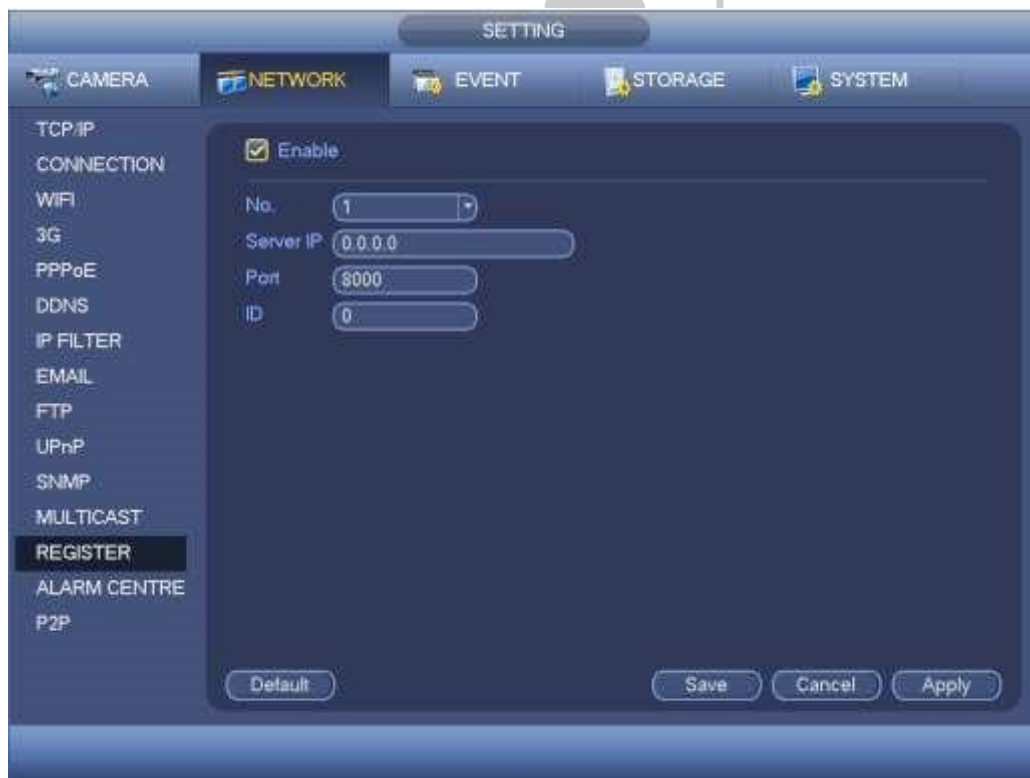 SETTING
CAMERA NETWORK EVENT STORAGE SYSTEM
TCP/IP
CONNECTION
WIFI
3G
PPPoE
DDNS
IP FILTER
EMAIL
FTP
UPnP
SNMP
MULTICAST
REGISTER
ALARM CENTRE
P2P
Enable
No. 1
Server IP 0.0.0.0
Port 8000
ID 0
Default Save Cancel Apply